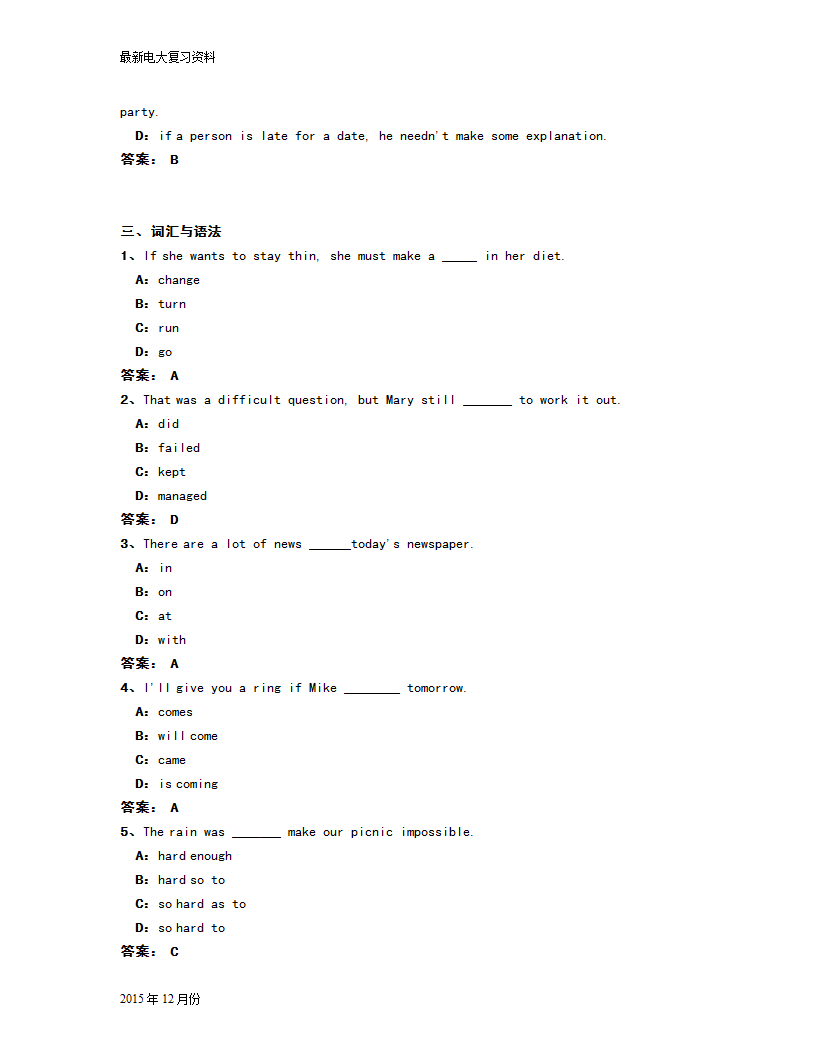 最新电大复习资料
party.
D：if a person is late for a date, he needn't make some explanation.
答案： B
三、词汇与语法
1、If she wants to stay thin, she must make a _____ in her diet.
A：change
B：turn
C：run
D：go
答案： A
2、That was a difficult question, but Mary still _______ to work it out.
A：did
B：failed
C：kept
D：managed
答案： D
3、There are a lot of news ______today's newspaper.
A：in
B：on
C：at
D：with
答案： A
4、I'll give you a ring if Mike ________ tomorrow.
A：comes
B：will come
C：came
D：is coming
答案： A
5、The rain was _______ make our picnic impossible.
A：hard enough
B：hard so to
C：so hard as to
D：so hard to
答案： C
2015 年 12 月份